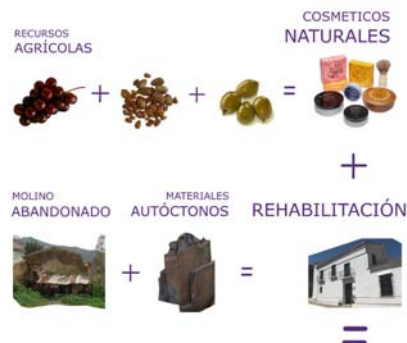 RECURSOS
AGRÍCOLAS
+
+
=
COSMETICOS
NATURALES
+
MOLINO
ABANDONADO
+
MATERIALES
AUTÓCTONOS
=
REHABILITACIÓN
=